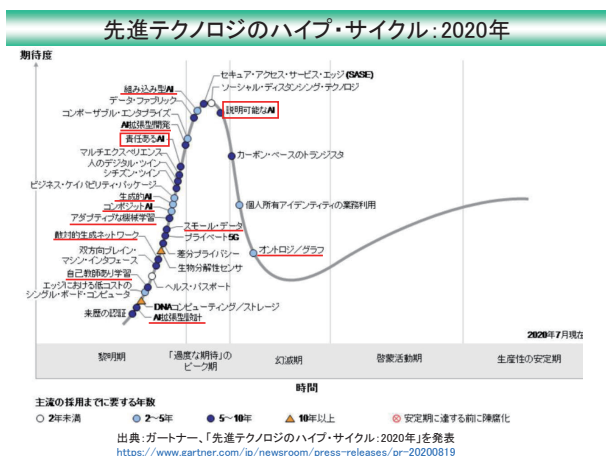 先進テクノロジのハイプ・サイクル：2020年
期待度
セキュア・アクセス・サービス・エッジ (SASE)
組み込み型AI
ソーシャル・ディスタンシング・テクノロジ
データ・ファブリック
コンポーザブル・エンタプライズ
説明可能なAI
AI拡張型開発
責任あるAI
マルチエクスペリエンス
カーボン・ベースのトランジスタ
人のデジタル・ツイン
シチズン・ツイン
ビジネス・ケイパビリティ・パッケージ
生成的AI
コンポジットAI
個人所有アイデンティティの業務利用
アダプティブな機械学習
スモール・データ
敵対的生成ネットワーク
プライベート5G
双方向ブレイン・
マシン・インタフェース
差分プライバシー
オントロジ／グラフ
生物分解性センサ
自己教師あり学習
ヘルス・パスポート
エッジにおける低コストの
シングル・ボード・コンピュータ
DNAコンピューティング／ストレージ
来歴の認証
AI拡張型設計
2020年7月現在
黎明期
「過度な期待」の
ピーク期
幻滅期
啓蒙活動期
生産性の安定期
時間
主流の採用までに要する年数
2年未満
2～5年
5～10年
10年以上
安定期に達する前に陳腐化
出典：ガートナー、「先進テクノロジのハイプ・サイクル：2020年」を発表
https://www.gartner.com/jp/newsroom/press-releases/pr-20200819